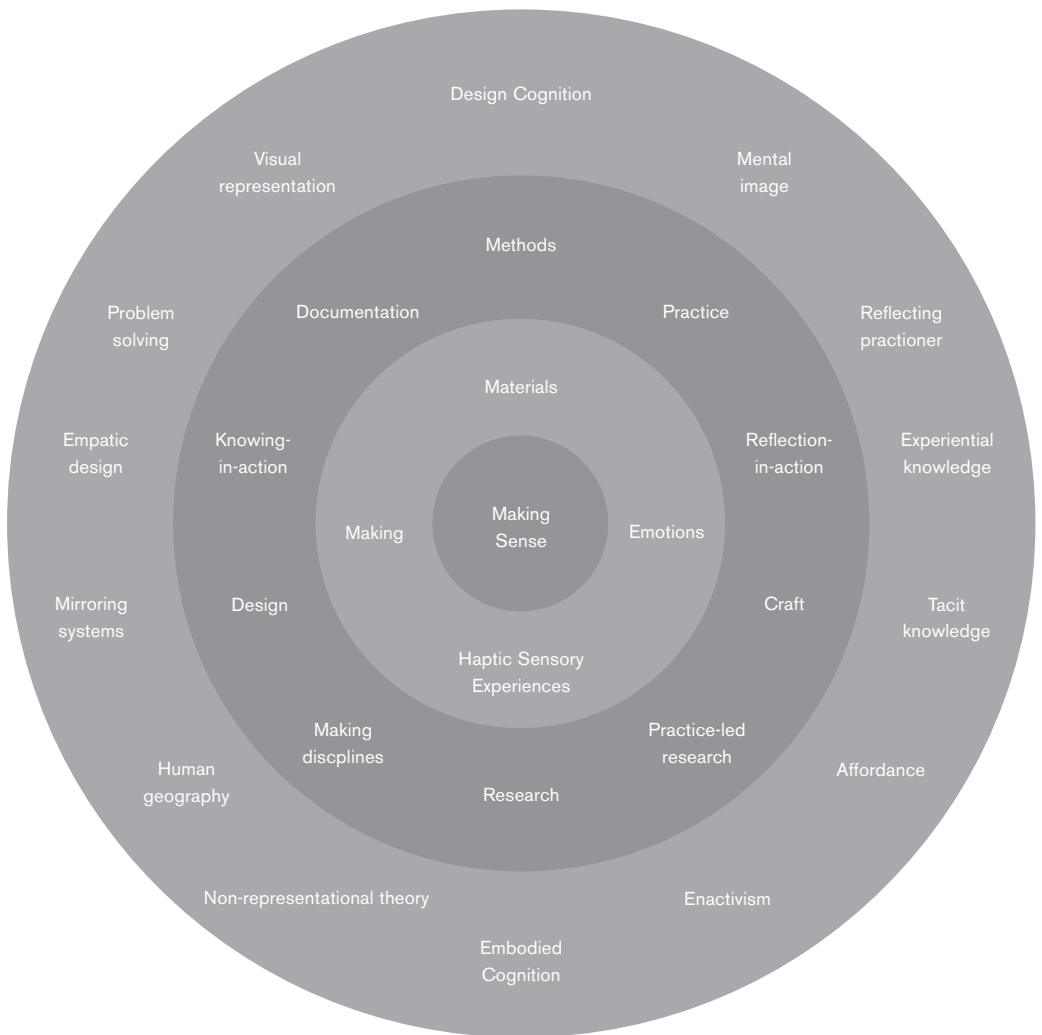 Design Cognition
Visual
representation
Mental
image
Methods
Documentation
Practice
Problem
solving
Reflecting
practioner
Materials
Empatic
design
Knowing-
in-action
Reflection-
in-action
Experiential
knowledge
Making
Sense
Making
Emotions
Mirroring
systems
Design
Craft
Tacit
knowledge
Haptic Sensory
Experiences
Making
discplines
Practice-led
research
Human
geography
Research
Affordance
Non-representational theory
Enactivism
Embodied
Cognition